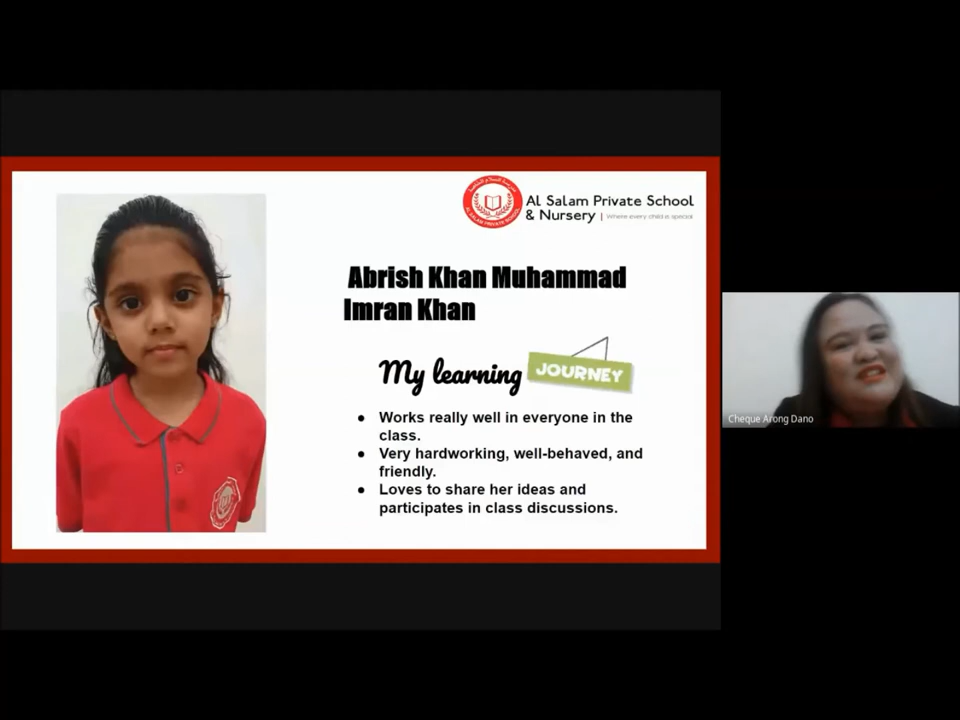 Al Salam Private School
& Nursery | Where every child is special
Abrish Khan Muhammad
Imran Khan
My learning JOURNEY
● Works really well in everyone in the
class.
● Very hardworking, well-behaved, and
friendly.
● Loves to share her ideas and
participates in class discussions.
Cheque Arong Dano